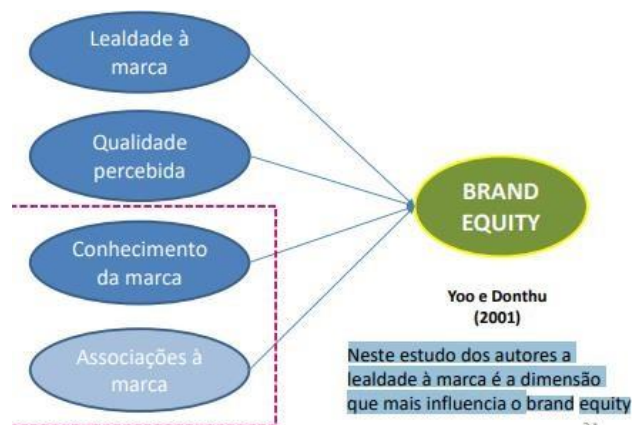 Lealdade à
marca
Qualidade
percebida
Conhecimento
da marca
Associações à
marca
BRAND
EQUITY
Yoo e Donthu
(2001)
Neste estudo dos autores a
lealdade à marca é a dimensão
que mais influencia o brand equity